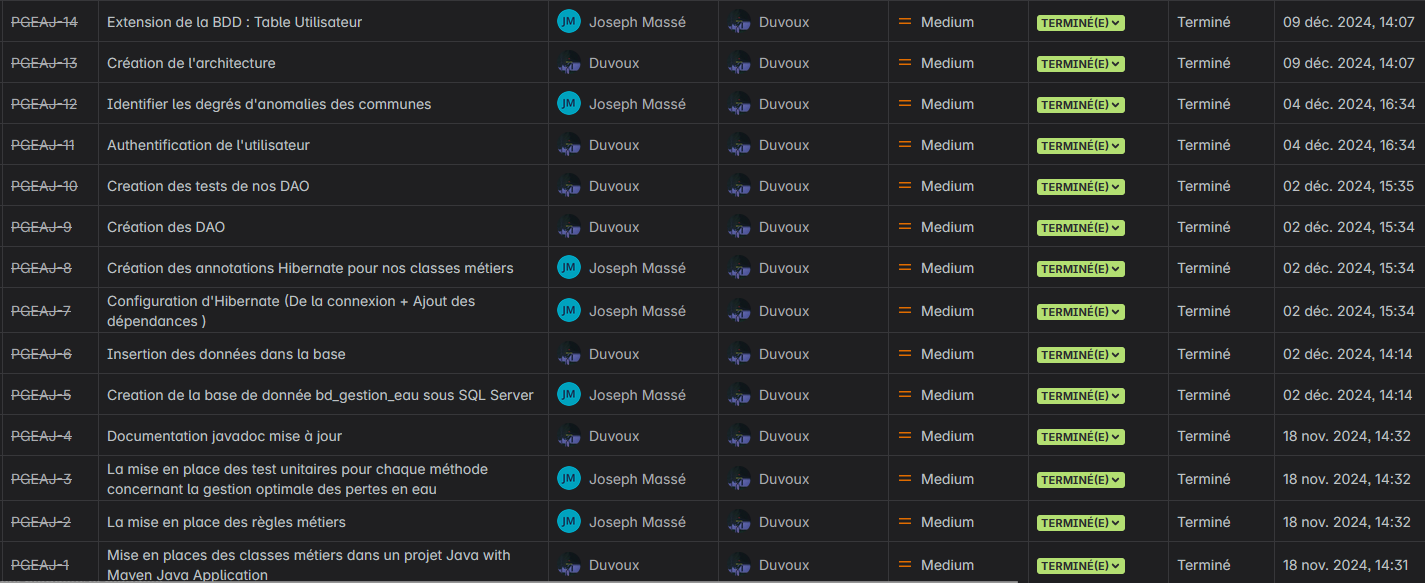 PGEAJ-14 Extension de la BDD : Table Utilisateur JM Joseph Massé Duvoux Medium TERMINÉ(E) Terminé 09 déc. 2024, 14:07
PGEAJ-13 Création de l'architecture Duvoux Duvoux Medium TERMINÉ(E) Terminé 09 déc. 2024, 14:07
PGEAJ-12 Identifier les degrés d'anomalies des communes JM Joseph Massé Duvoux Medium TERMINÉ(E) Terminé 04 déc. 2024, 16:34
PGEAJ-11 Authentification de l'utilisateur Duvoux Duvoux Medium TERMINÉ(E) Terminé 04 déc. 2024, 16:34
PGEAJ-10 Creation des tests de nos DAO Duvoux Duvoux Medium TERMINÉ(E) Terminé 02 déc. 2024, 15:35
PGEAJ-9 Création des DAO Duvoux Duvoux Medium TERMINÉ(E) Terminé 02 déc. 2024, 15:34
PGEAJ-8 Création des annotations Hibernate pour nos classes métiers JM Joseph Massé Duvoux Medium TERMINÉ(E) Terminé 02 déc. 2024, 15:34
PGEAJ-7 Configuration d'Hibernate (De la connexion + Ajout des
dépendances ) JM Joseph Massé Duvoux Medium TERMINÉ(E) Terminé 02 déc. 2024, 15:34
PGEAJ-6 Insertion des données dans la base Duvoux Duvoux Medium TERMINÉ(E) Terminé 02 déc. 2024, 14:14
PGEAJ-5 Creation de la base de donnée bd_gestion_eau sous SQL Server JM Joseph Massé Duvoux Medium TERMINÉ(E) Terminé 02 déc. 2024, 14:14
PGEAJ-4 Documentation javadoc mise à jour Duvoux Duvoux Medium TERMINÉ(E) Terminé 18 nov. 2024, 14:32
PGEAJ-3 La mise en place des test unitaires pour chaque méthode
concernant la gestion optimale des pertes en eau JM Joseph Massé Duvoux Medium TERMINÉ(E) Terminé 18 nov. 2024, 14:32
PGEAJ-2 La mise en place des règles métiers JM Joseph Massé Duvoux Medium TERMINÉ(E) Terminé 18 nov. 2024, 14:32
PGEAJ-1 Mise en places des classes métiers dans un projet Java with
Maven Java Application Duvoux Duvoux Medium TERMINÉ(E) Terminé 18 nov. 2024, 14:31